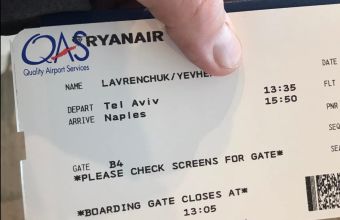 QAS RYANAIR
Quality Airport Services
NAME LAVRENCHUK/YEVHE
DATE
13:35 FLT
DEPART Tel Aviv 15:50
ARRIVE Naples
PNR
SEQ
SEA
GATE B4
*PLEASE CHECK SCREENS FOR GATE*
*BOARDING GATE CLOSES AT*
13:05